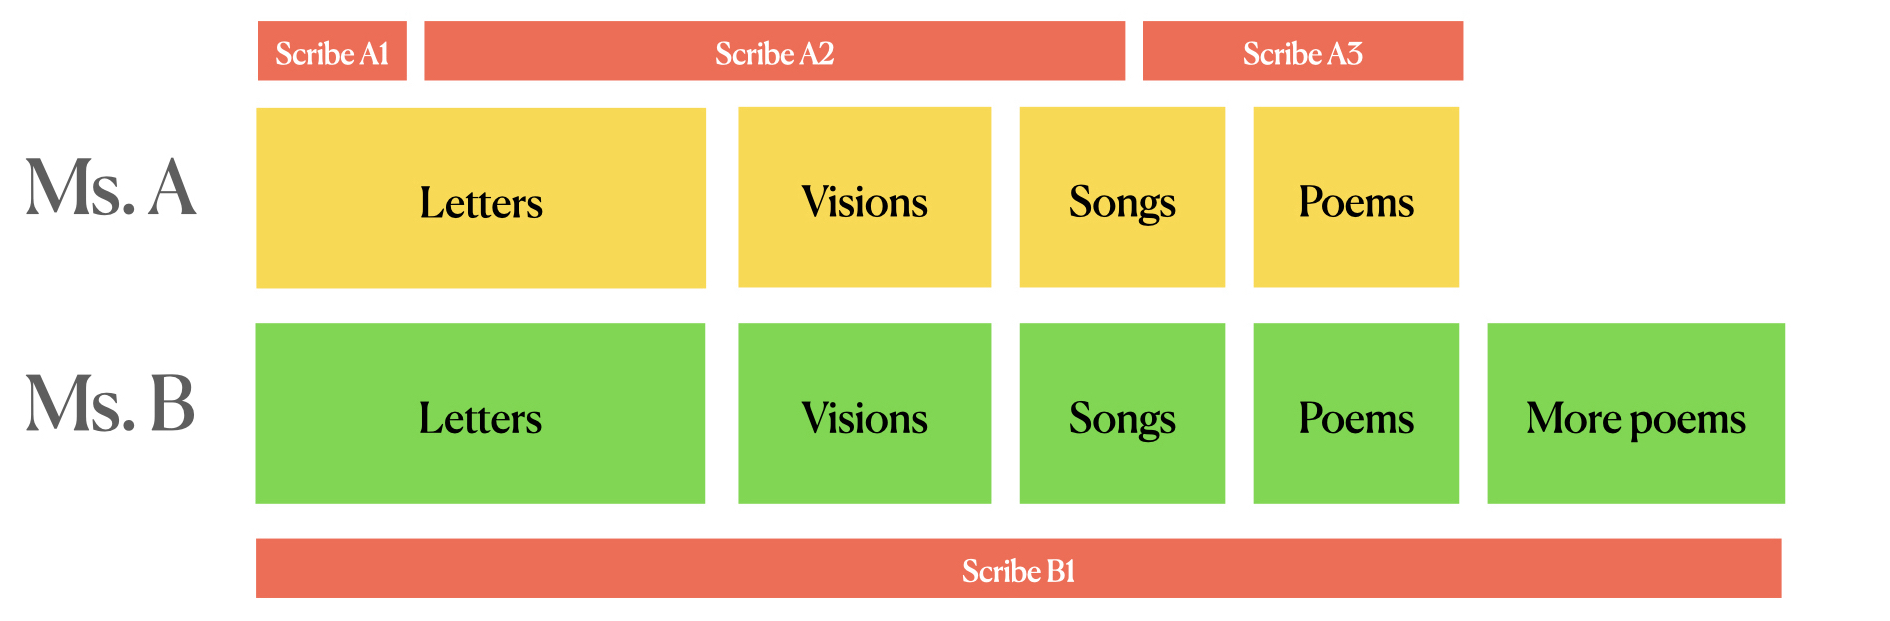 Scribe A1 Scribe A2 Scribe A3
Ms. A Letters Visions Songs Poems
Ms. B Letters Visions Songs Poems More poems
Scribe B1